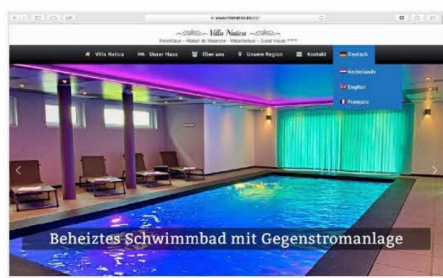 Villa Natica
Villa Natica Unser Haus Über uns Unsere Region Kontakt Deutsch
Nederlands
English
Français
Beheiztes Schwimmbad mit Gegenstromanlage